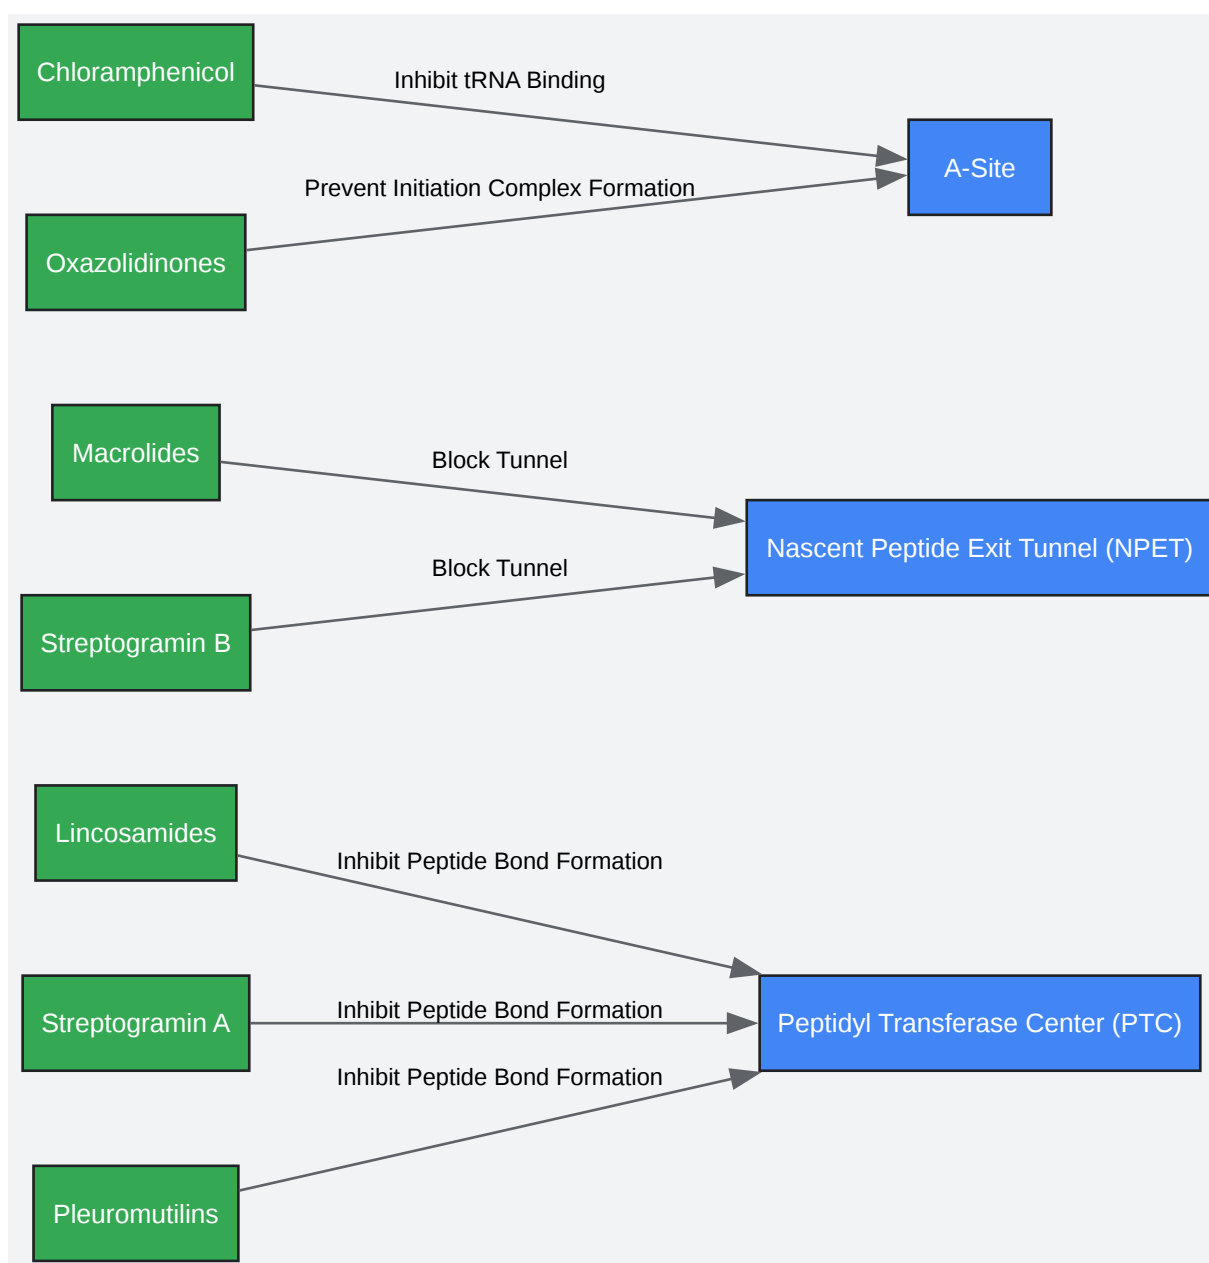 Chloramphenicol
Inhibit tRNA Binding
A-Site
Prevent Initiation Complex Formation
Oxazolidinones
Macrolides
Block Tunnel
Nascent Peptide Exit Tunnel (NPET)
Block Tunnel
Streptogramin B
Lincosamides
Inhibit Peptide Bond Formation
Streptogramin A
Inhibit Peptide Bond Formation
Peptidyl Transferase Center (PTC)
Inhibit Peptide Bond Formation
Pleuromutilins